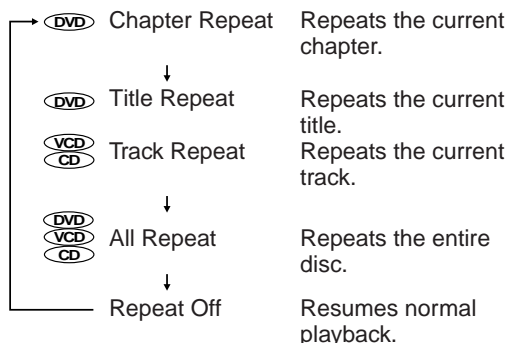 DVD Chapter Repeat Repeats the current
chapter.
DVD Title Repeat Repeats the current
title.
VCD
CD Track Repeat Repeats the current
track.
DVD
VCD All Repeat Repeats the entire
CD disc.
Repeat Off Resumes normal
playback.